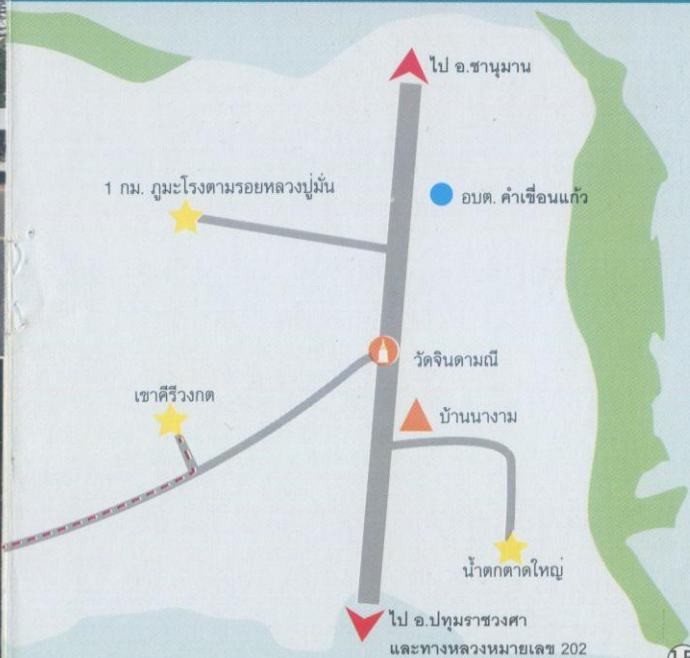 ไป อ.ชานุมาน
1 กม. ภูมะโรงตามรอยหลวงปู่มั่น
อบต. คำเขื่อนแก้ว
วัดจินดามณี
เขาคีรีวงกต
บ้านนางาม
น้ำตกตาดใหญ่
ไป อ.ปทุมราชวงศา
และทางหลวงหมายเลข 202